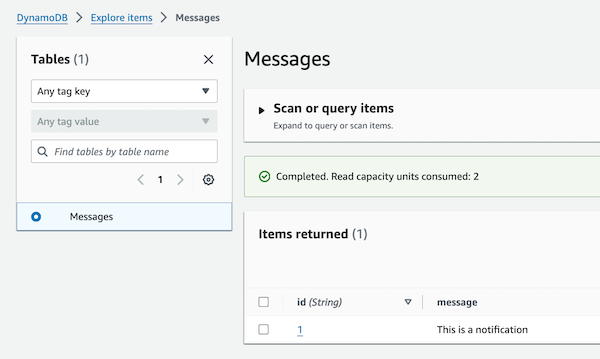 DynamoDB > Explore items > Messages
Tables (1)
Any tag key
Any tag value
Find tables by table name
1
Messages
Messages
Scan or query items
Expand to query or scan items.
Completed. Read capacity units consumed: 2
Items returned (1)
id (String) message
1 This is a notification